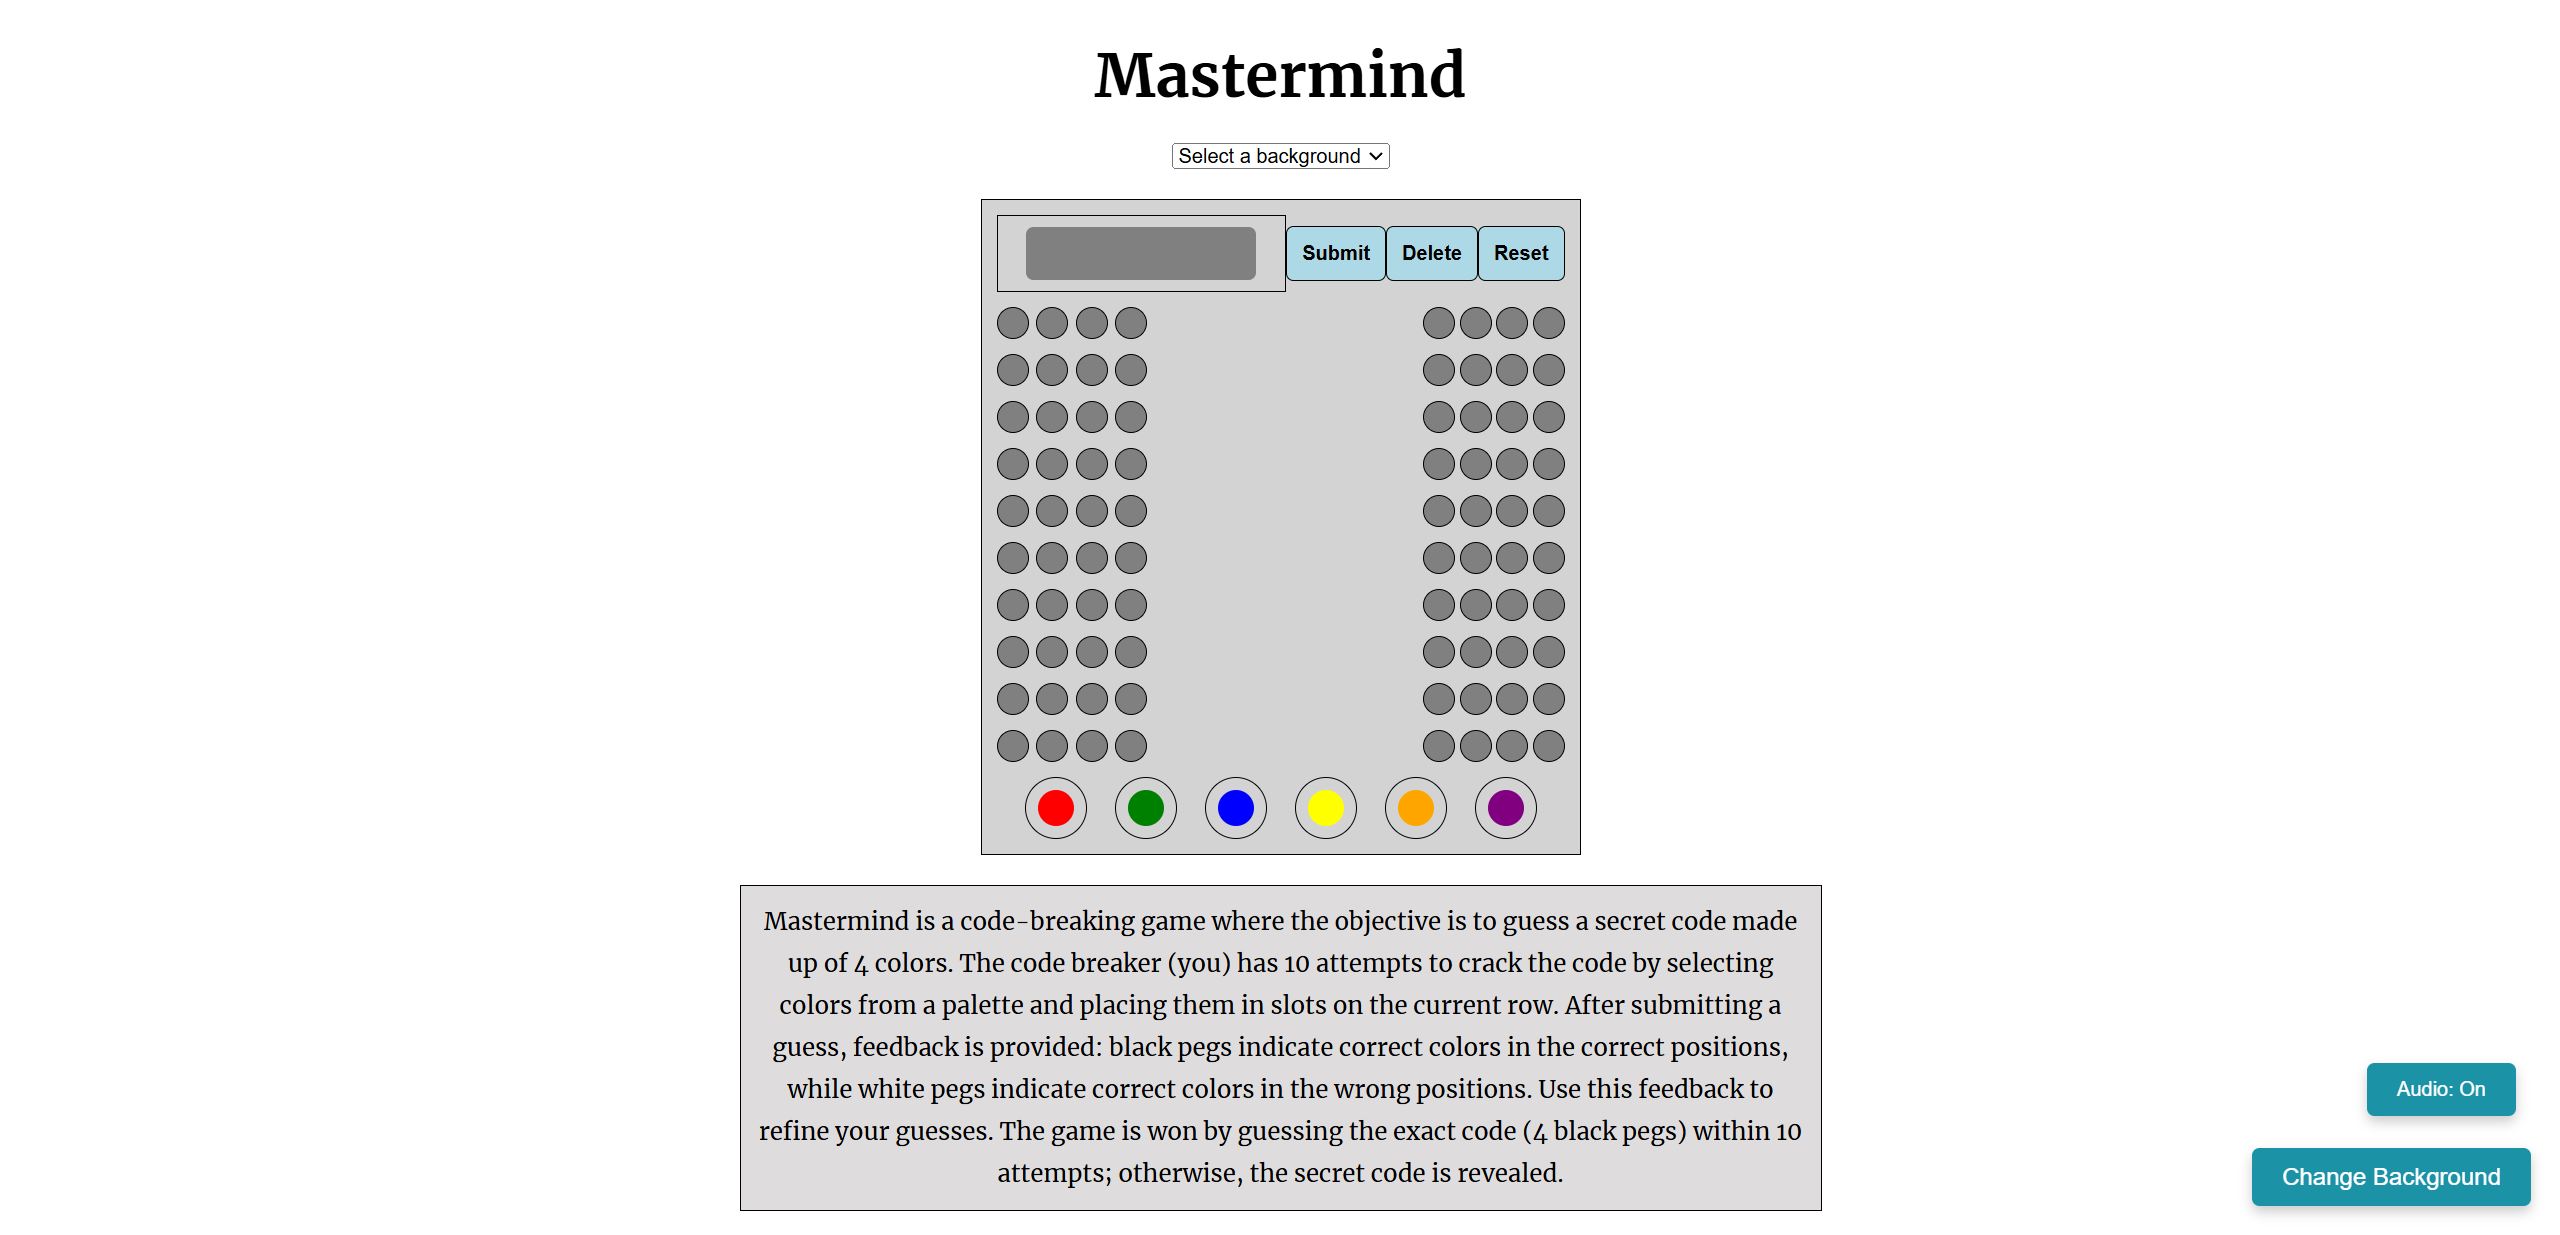 Mastermind
Select a background
Submit Delete Reset
Mastermind is a code-breaking game where the objective is to guess a secret code made
up of 4 colors. The code breaker (you) has 10 attempts to crack the code by selecting
colors from a palette and placing them in slots on the current row. After submitting a
guess, feedback is provided: black pegs indicate correct colors in the correct positions,
while white pegs indicate correct colors in the wrong positions. Use this feedback to
refine your guesses. The game is won by guessing the exact code (4 black pegs) within 10
attempts; otherwise, the secret code is revealed.
Audio: On
Change Background